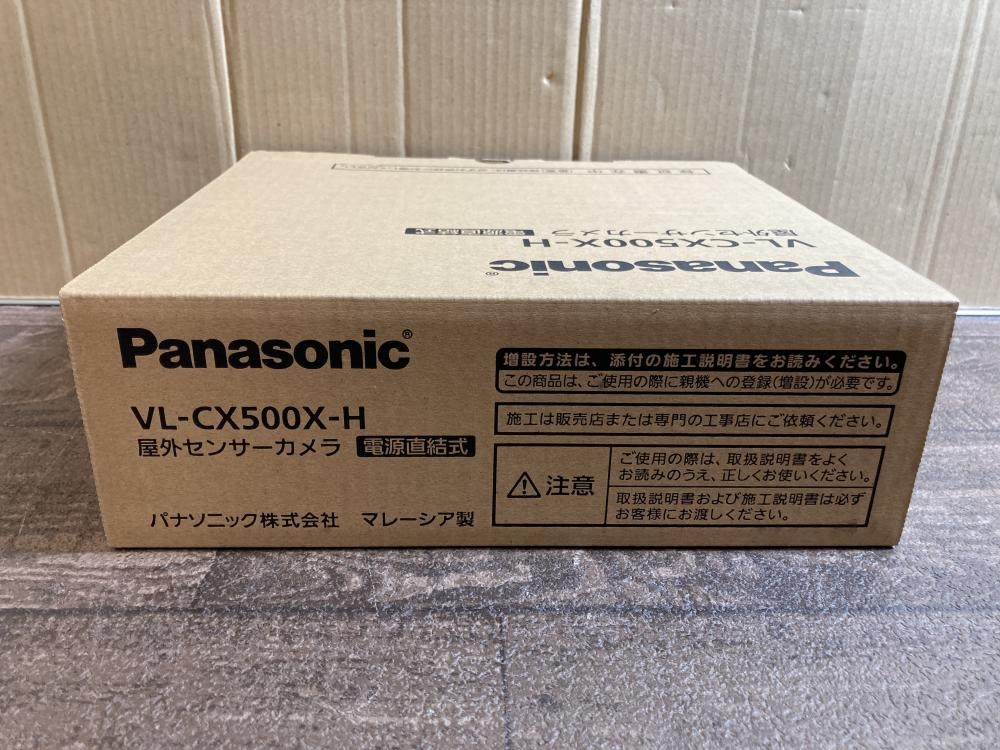 保証書在中
電源直結式
屋外センサーカメラ
VL-CX500X-H
Panasonic®
Panasonic®
VL-CX500X-H
屋外センサーカメラ 電源直結式
パナソニック株式会社 マレーシア製
増設方法は、添付の施工説明書をお読みください。
この商品は、ご使用の際に親機への登録(増設)が必要です。
施工は販売店または専門の工事店にご依頼ください。
注意
ご使用の際は、取扱説明書をよく
お読みのうえ、正しくお使いください。
取扱説明書および施工説明書は必ず
お客様にお渡しください。